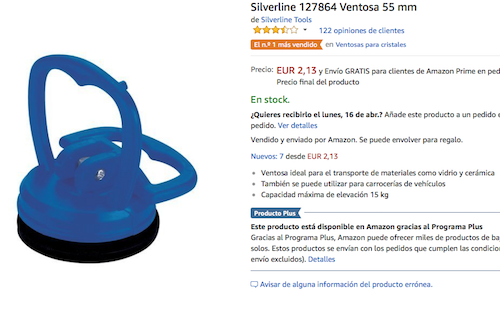 Silverline 127864 Ventosa 55 mm
de Silverline Tools
122 opiniones de clientes
El n.º 1 más vendido en Ventosas para cristales
Precio: EUR 2,13 y Envío GRATIS para clientes de Amazon Prime en ped
Precio final del producto
En stock.
¿Quieres recibirlo el lunes, 16 de abr.? Añade este producto a un pedido e
pedido. Ver detalles
Vendido y enviado por Amazon. Se puede envolver para regalo.
Nuevos: 7 desde EUR 2,13
Ventosa ideal para el transporte de materiales como vidrio y cerámica
También se puede utilizar para carrocerías de vehículos
Capacidad máxima de elevación 15 kg
Producto Plus
Este producto está disponible en Amazon gracias al Programa Plus
Gracias al Programa Plus, Amazon puede ofrecer miles de productos de ba
solos. Estos productos se envían con los pedidos que cumplen las condicion
envío excluidos). Detalles
Avisar de alguna información del producto errónea.